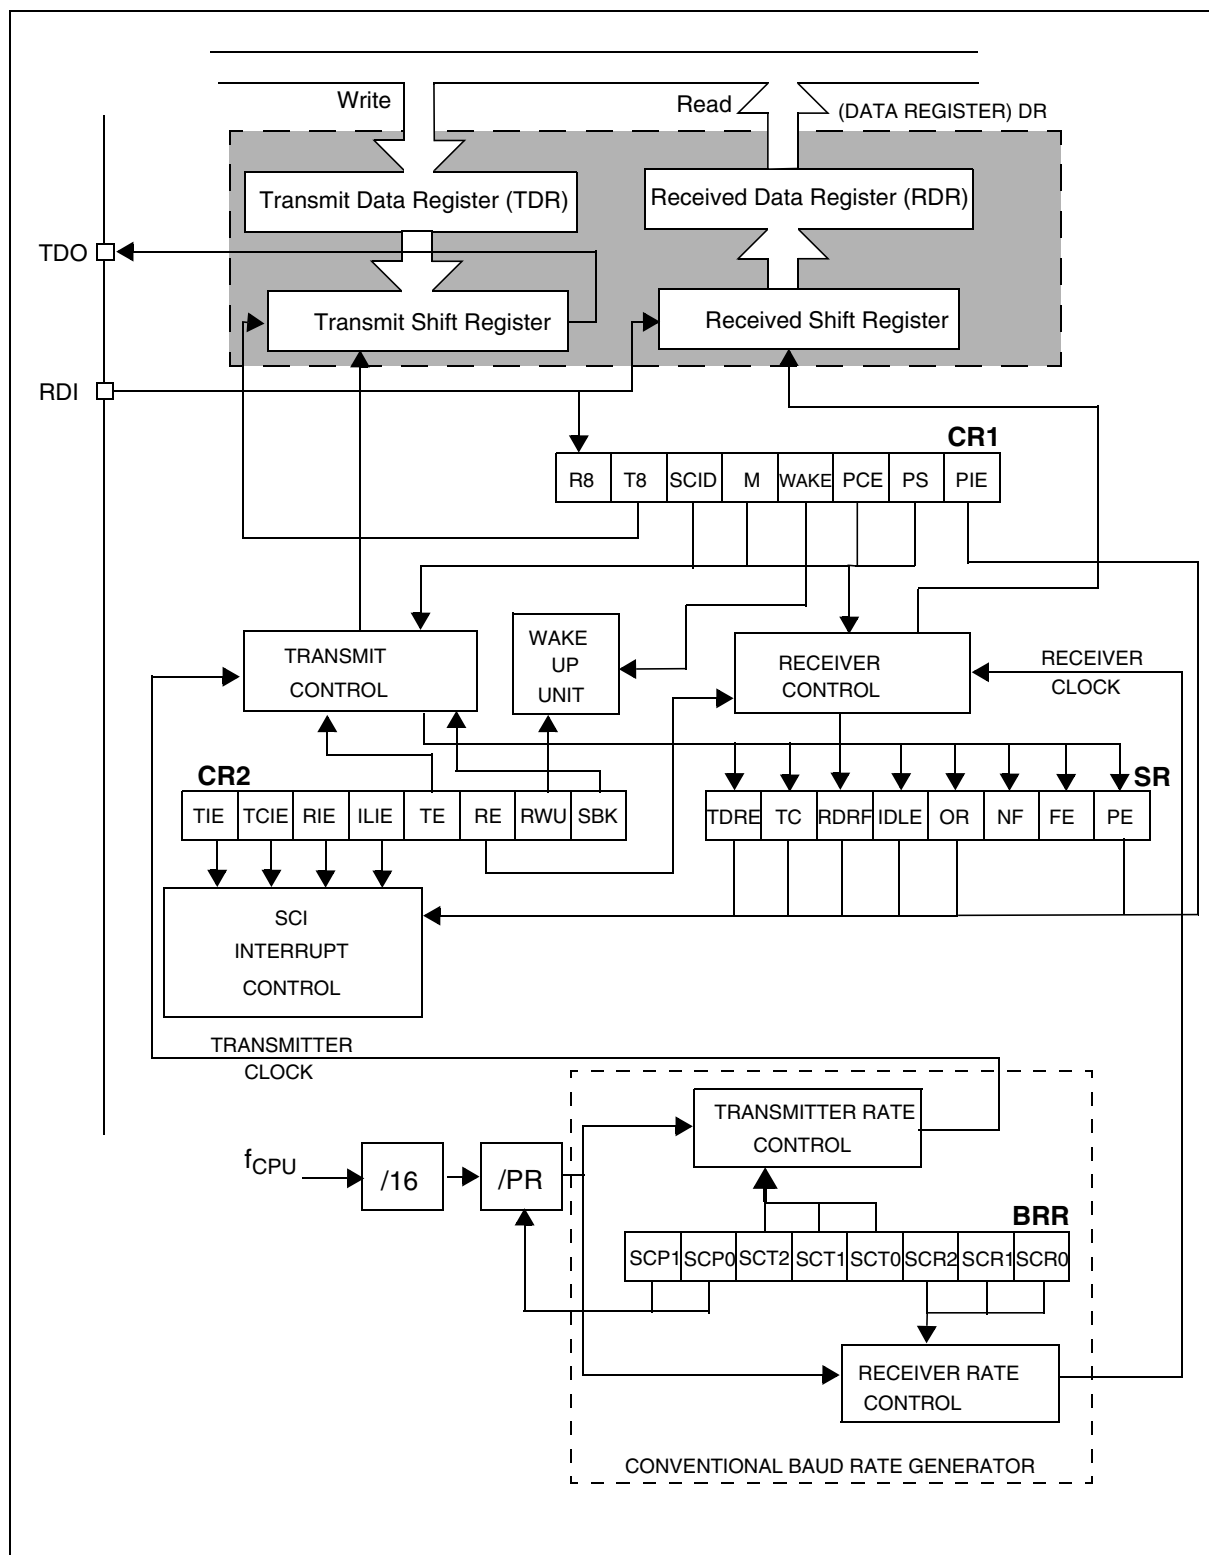 Write
Read
(DATA REGISTER) DR
Transmit Data Register (TDR)
Received Data Register (RDR)
TDO
Transmit Shift Register
Received Shift Register
RDI
CR1
R8 T8 SCID M WAKE PCE PS PIE
TRANSMIT
CONTROL
WAKE
UP
UNIT
RECEIVER
CONTROL
RECEIVER
CLOCK
CR2
SR
TIE TCIE RIE ILIE TE RE RWU SBK
TDRE TC RDRF IDLE OR NF FE PE
SCI
INTERRUPT
CONTROL
TRANSMITTER
CLOCK
TRANSMITTER RATE
CONTROL
fCPU
/16
/PR
BRR
SCP1 SCP0 SCT2 SCT1 SCT0 SCR2 SCR1 SCR0
RECEIVER RATE
CONTROL
CONVENTIONAL BAUD RATE GENERATOR